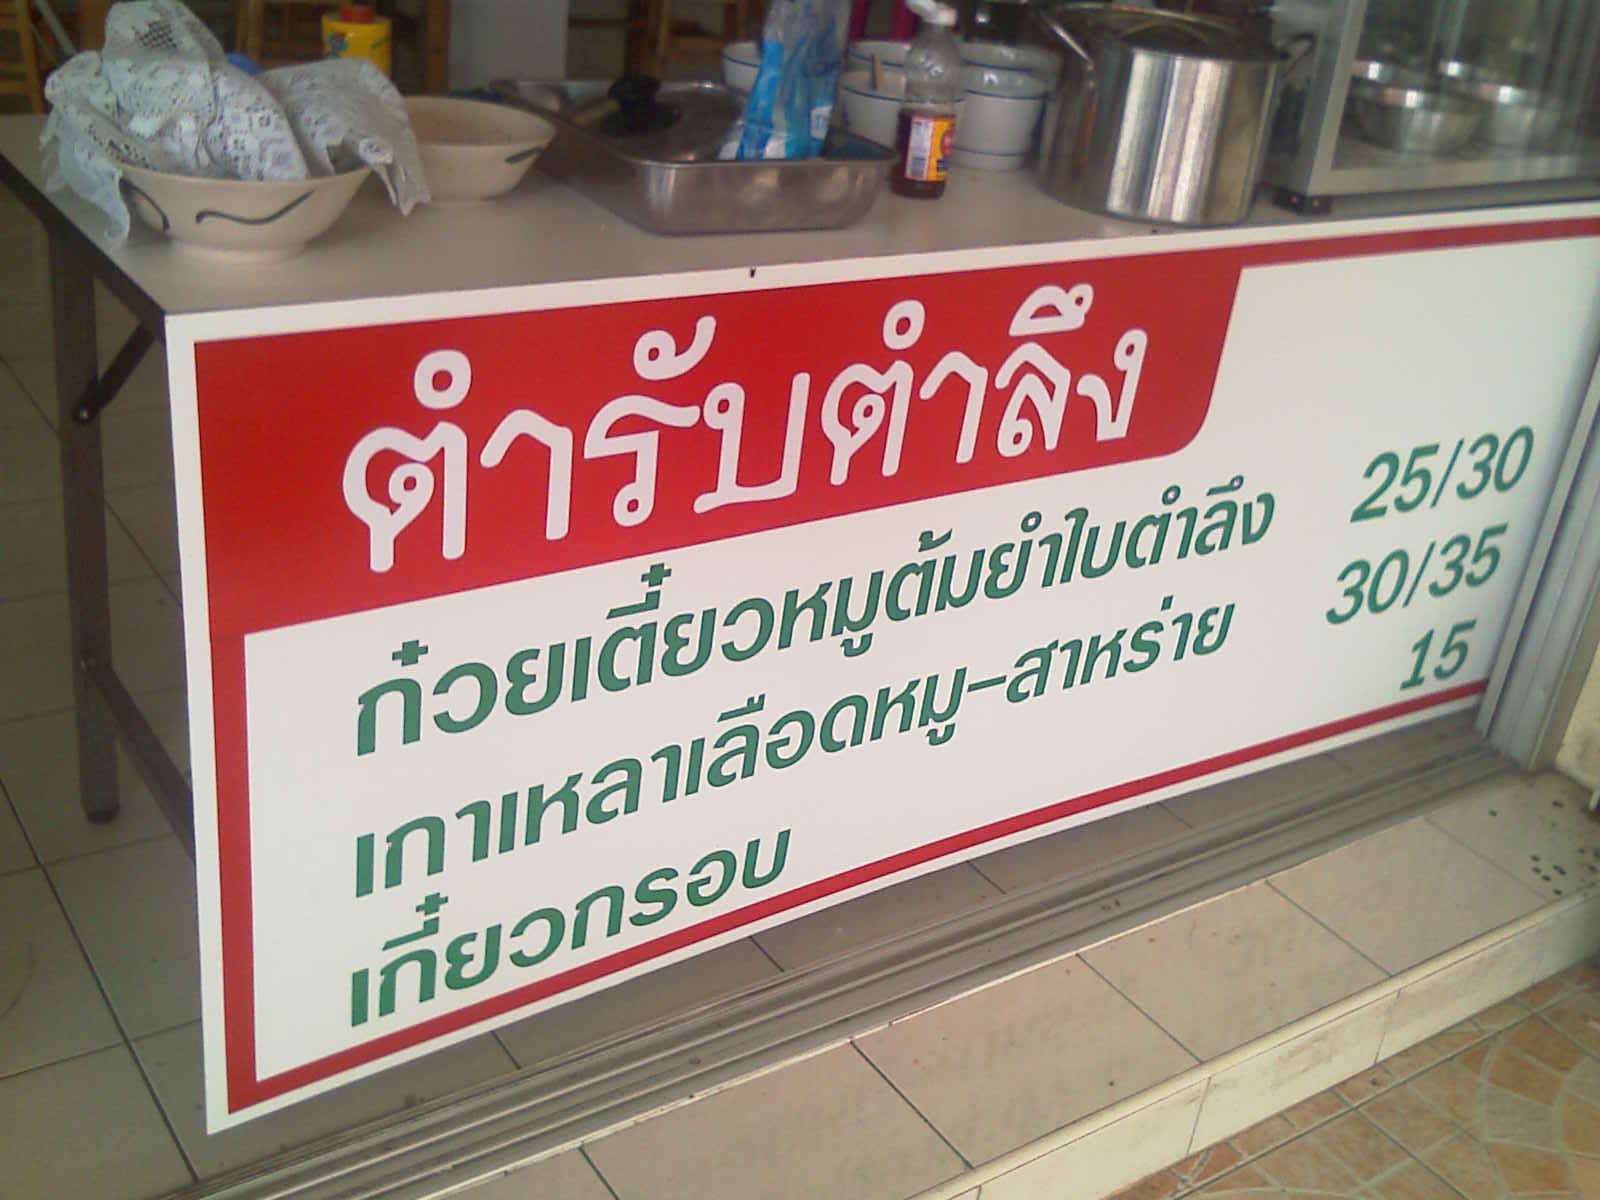 ตำรับตำลึง
ก๋วยเตี๋ยวหมูต้มยำใบตำลึง 25/30
เกาเหลาเลือดหมู-สาหร่าย 30/35
เกี๋ยวกรอบ 15